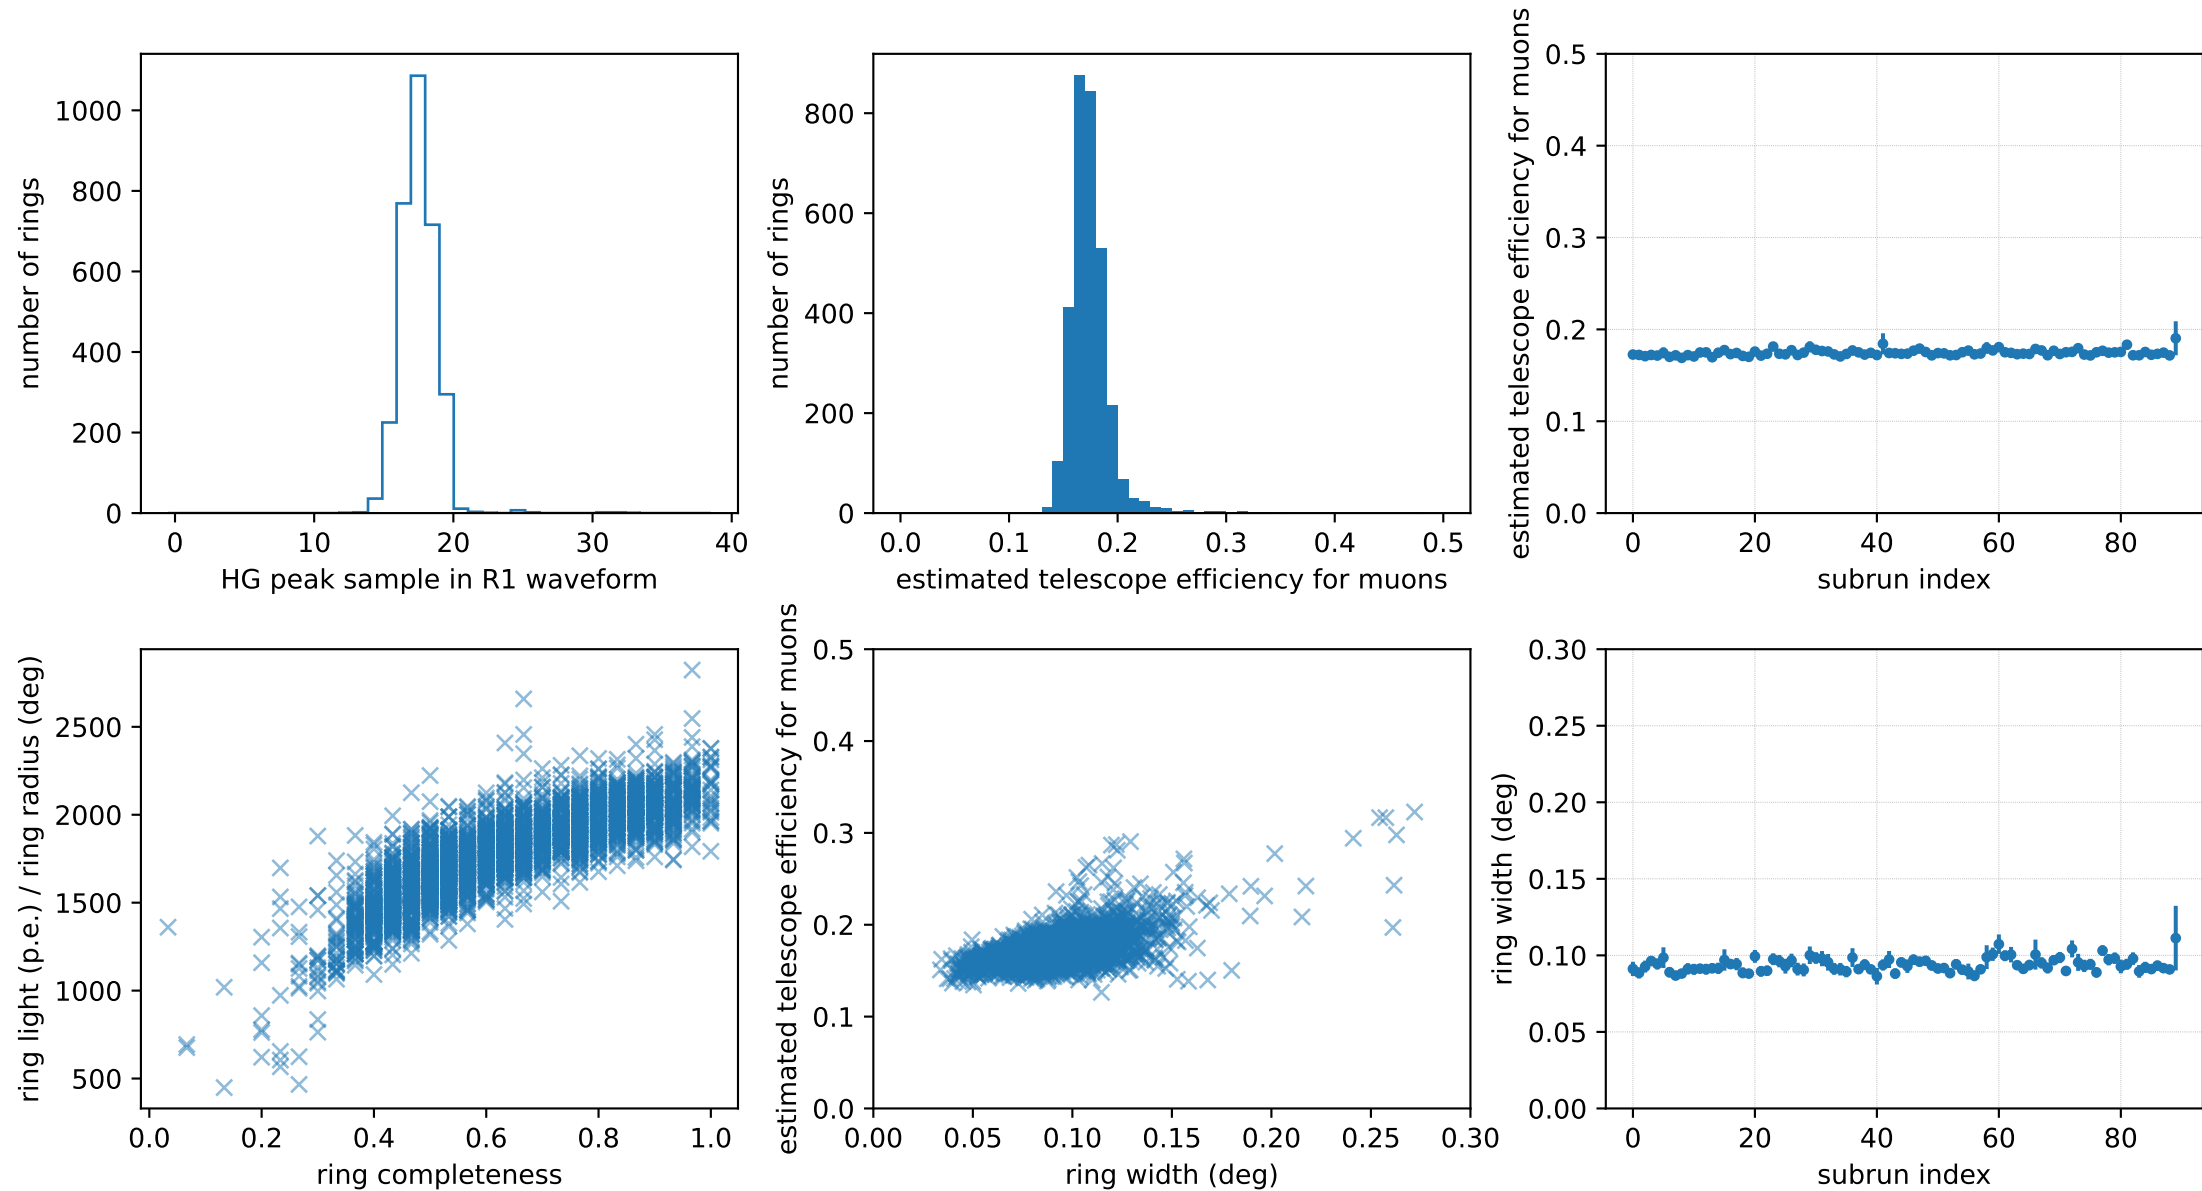 number of rings
1000
800
600
400
200
0
0 10 20 30 40
HG peak sample in R1 waveform
number of rings
800
600
400
200
0
0.0 0.1 0.2 0.3 0.4 0.5
estimated telescope efficiency for muons
estimated telescope efficiency for muons
0.5
0.4
0.3
0.2
0.1
0.0
0 20 40 60 80
subrun index
ring light (p.e.) / ring radius (deg)
2500
2000
1500
1000
500
0.0 0.2 0.4 0.6 0.8 1.0
ring completeness
estimated telescope efficiency for muons
0.5
0.4
0.3
0.2
0.1
0.0
0.00 0.05 0.10 0.15 0.20 0.25 0.30
ring width (deg)
ring width (deg)
0.30
0.25
0.20
0.15
0.10
0.05
0.00
0 20 40 60 80
subrun index